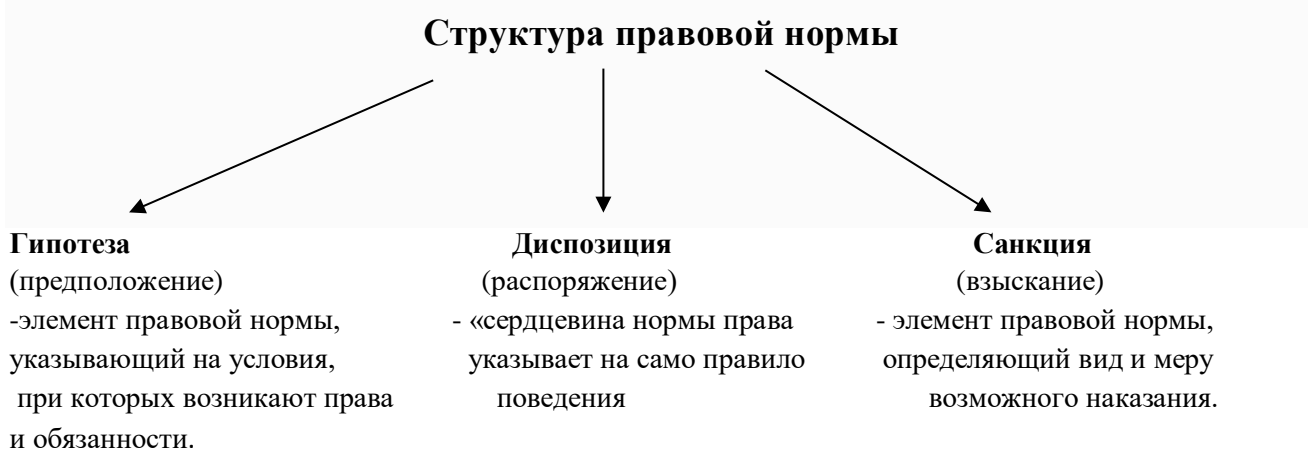 Структура правовой нормы
Гипотеза
(предположение)
-элемент правовой нормы,
указывающий на условия,
при которых возникают права
и обязанности.
Диспозиция
(распоряжение)
- «сердцевина нормы права
указывает на само правило
поведения
Санкция
(взыскание)
- элемент правовой нормы,
определяющий вид и меру
возможного наказания.